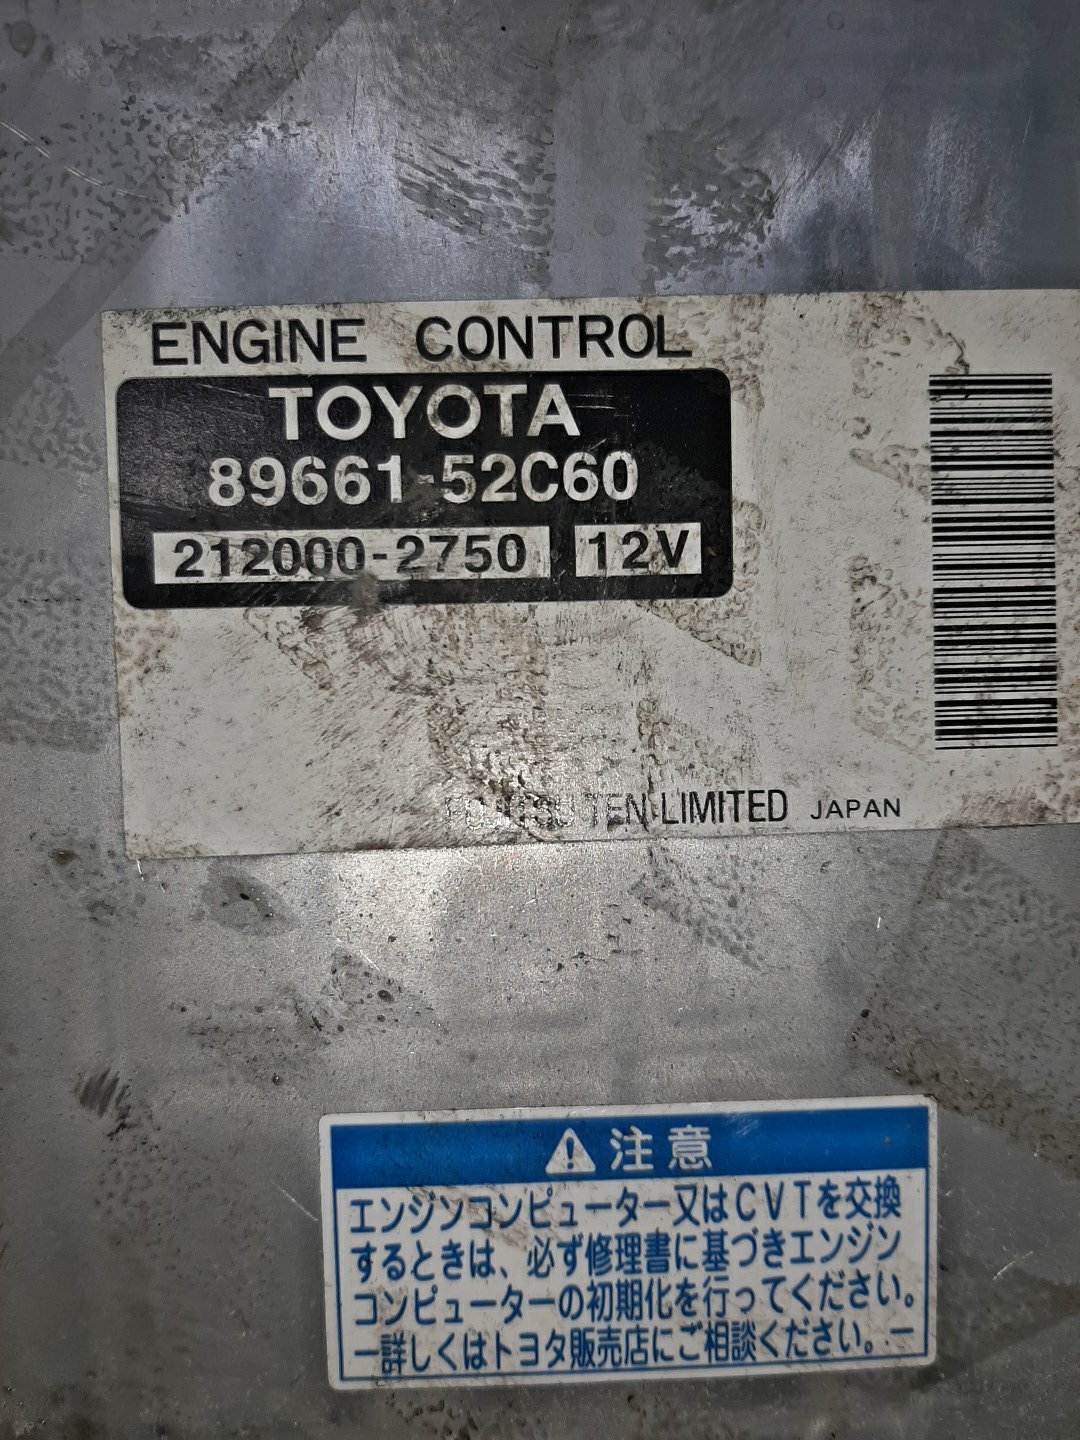 ENGINE CONTROL
TOYOTA
89661-52C60
212000-2750 12V
FUJITSU TEN LIMITED JAPAN
注意
エンジンコンピューター又はCVTを交換
するときは、必ず修理書に基づきエンジン
コンピューターの初期化を行ってください。
ー詳しくはトヨタ販売店にご相談ください。ー